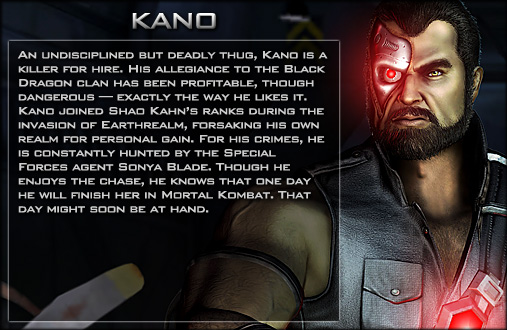 KANO
AN UNDISCIPLINED BUT DEADLY THUG, KANO IS A
KILLER FOR HIRE. HIS ALLEGIANCE TO THE BLACK
DRAGON CLAN HAS BEEN PROFITABLE, THOUGH
DANGEROUS — EXACTLY THE WAY HE LIKES IT.
KANO JOINED SHAO KAHN'S RANKS DURING THE
INVASION OF EARTHREALM, FORSAKING HIS OWN
REALM FOR PERSONAL GAIN. FOR HIS CRIMES, HE
IS CONSTANTLY HUNTED BY THE SPECIAL
FORCES AGENT SONYA BLADE. THOUGH HE
ENJOYS THE CHASE, HE KNOWS THAT ONE DAY
HE WILL FINISH HER IN MORTAL KOMBAT. THAT
DAY MIGHT SOON BE AT HAND.